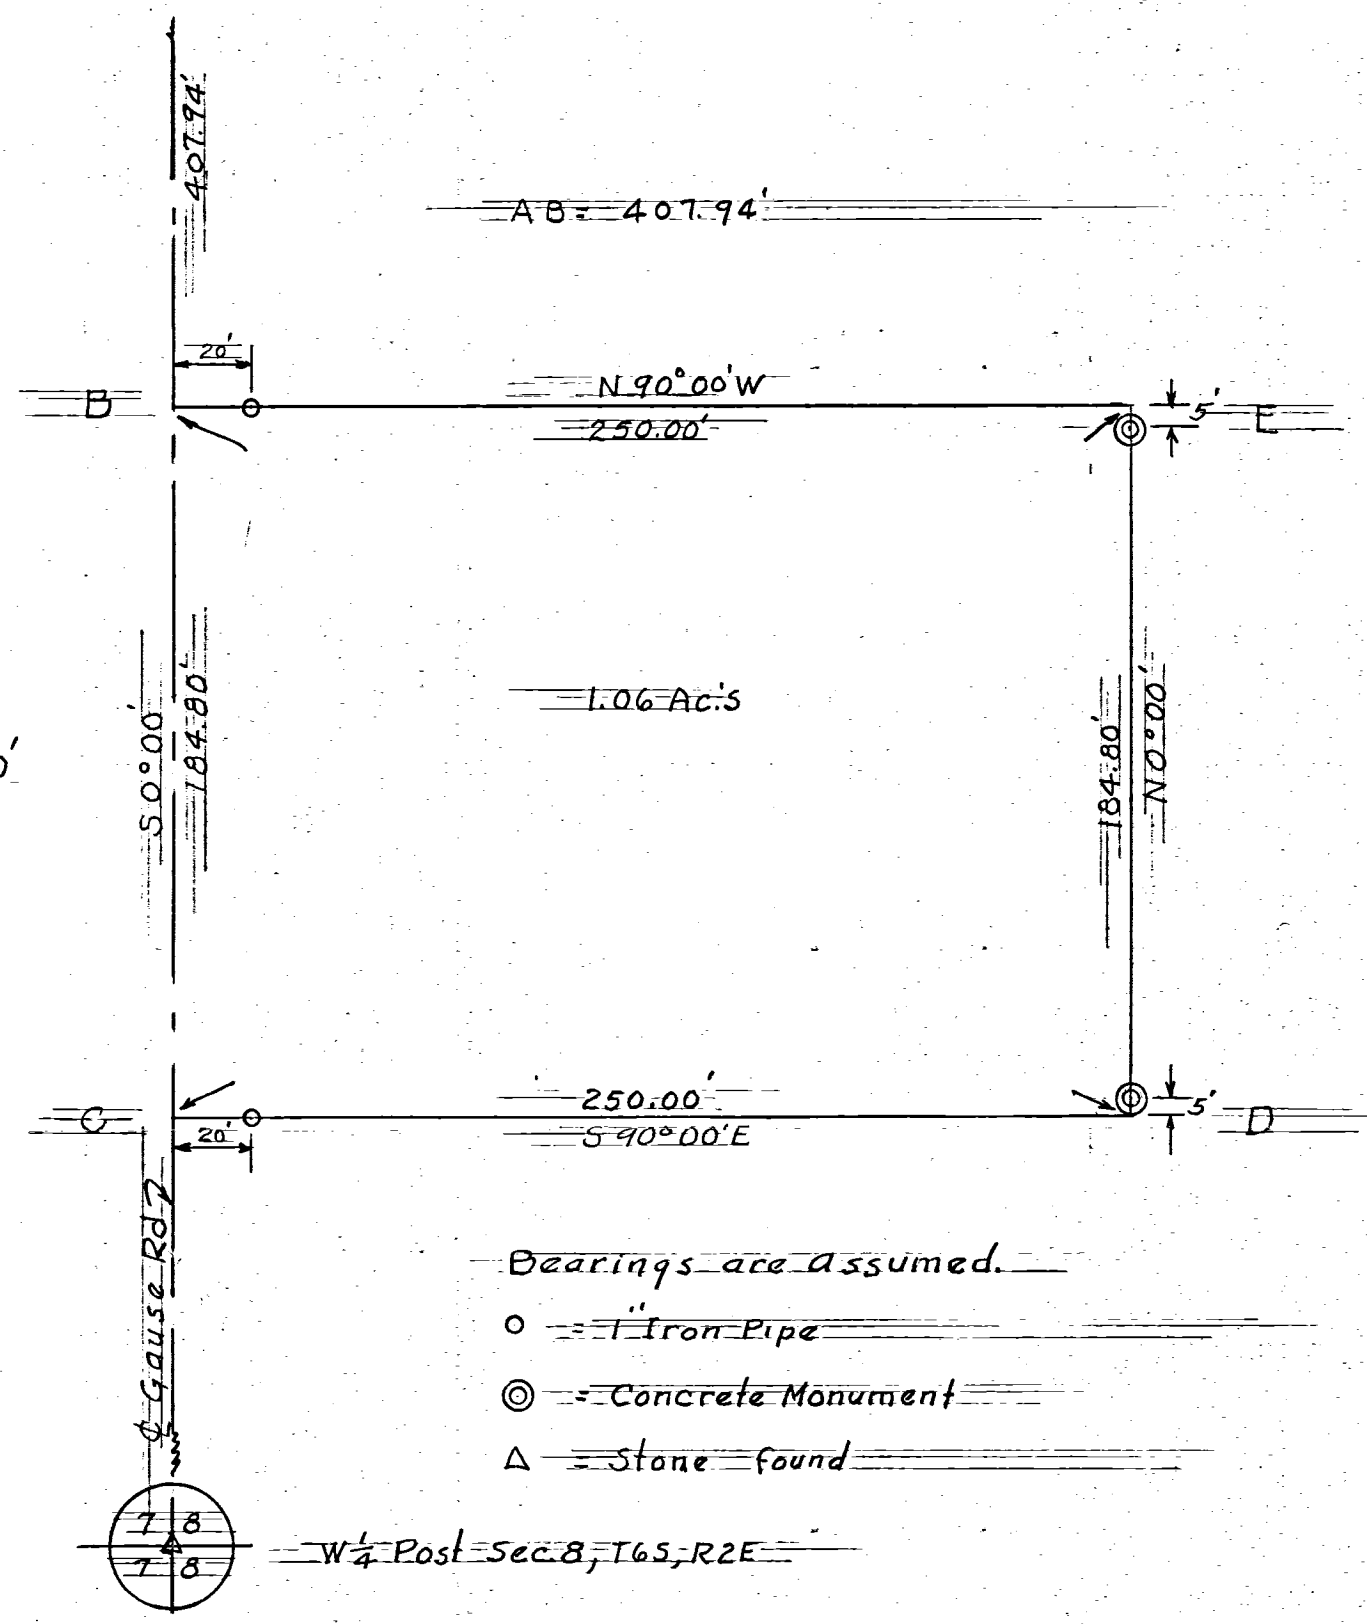 407.94'
AB = 407.94'
20'
N 90°00'W
B
5'
E
250.00'
1.06 Ac.'s
S 0°00'
184.80'
184.80'
N 0°00'
250.00'
C
5'
D
20'
S 90°00'E
℄ Gause Rd
Bearings are assumed.
O = 1" Iron Pipe
◎ = Concrete Monument
△ = Stone found
7 8
7 8
W ¼ Post Sec 8, T6S, R2E